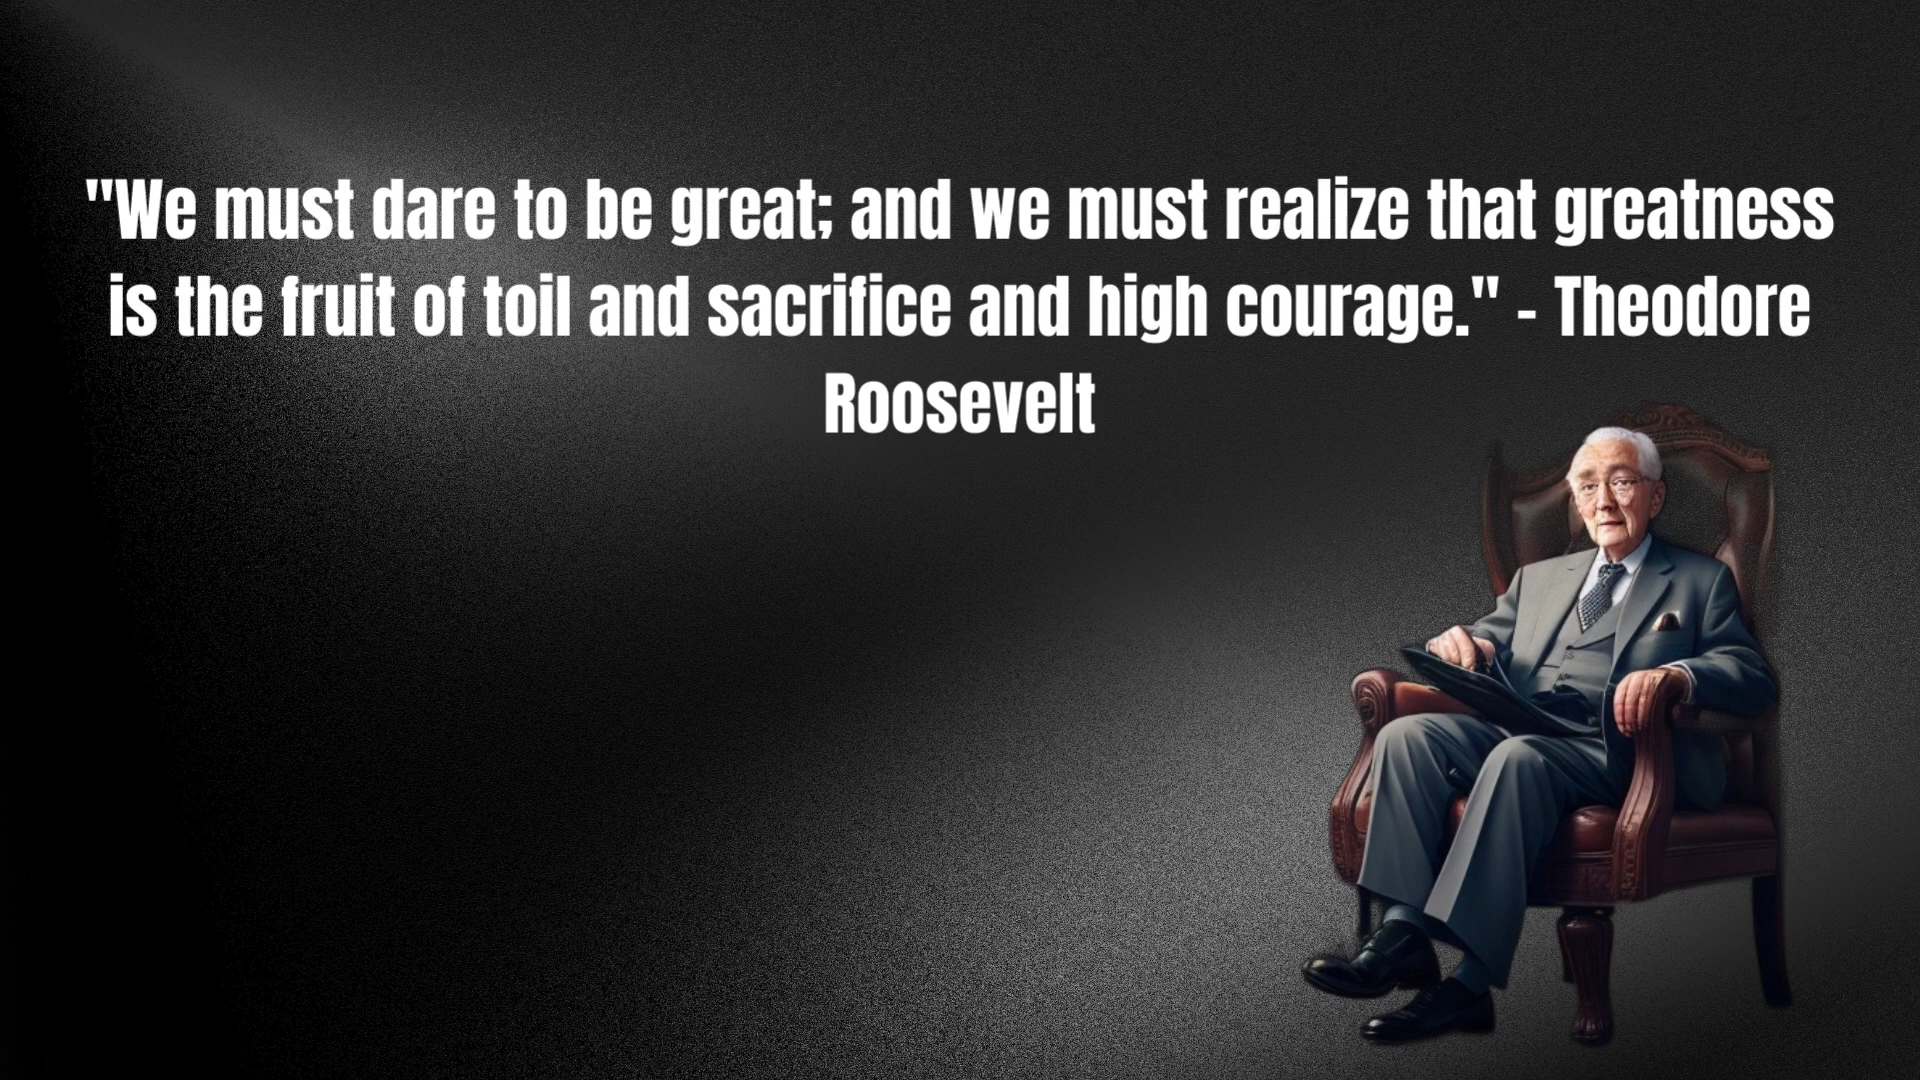 "We must dare to be great; and we must realize that greatness
is the fruit of toil and sacrifice and high courage." - Theodore
Roosevelt